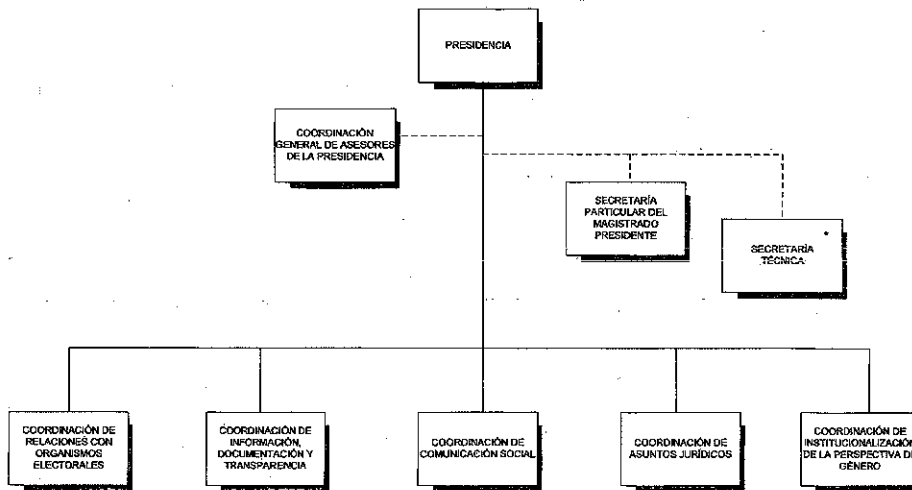 PRESIDENCIA
COORDINACIÓN
GENERAL DE ASESORES
DE LA PRESIDENCIA
SECRETARÍA
PARTICULAR DEL
MAGISTRADO
PRESIDENTE
SECRETARÍA
TÉCNICA
COORDINACIÓN DE
RELACIONES CON
ORGANISMOS
ELECTORALES
COORDINACIÓN DE
INFORMACIÓN,
DOCUMENTACIÓN Y
TRANSPARENCIA
COORDINACIÓN DE
COMUNICACIÓN SOCIAL
COORDINACIÓN DE
ASUNTOS JURÍDICOS
COORDINACIÓN DE
INSTITUCIONALIZACIÓN
DE LA PERSPECTIVA DE
GÉNERO